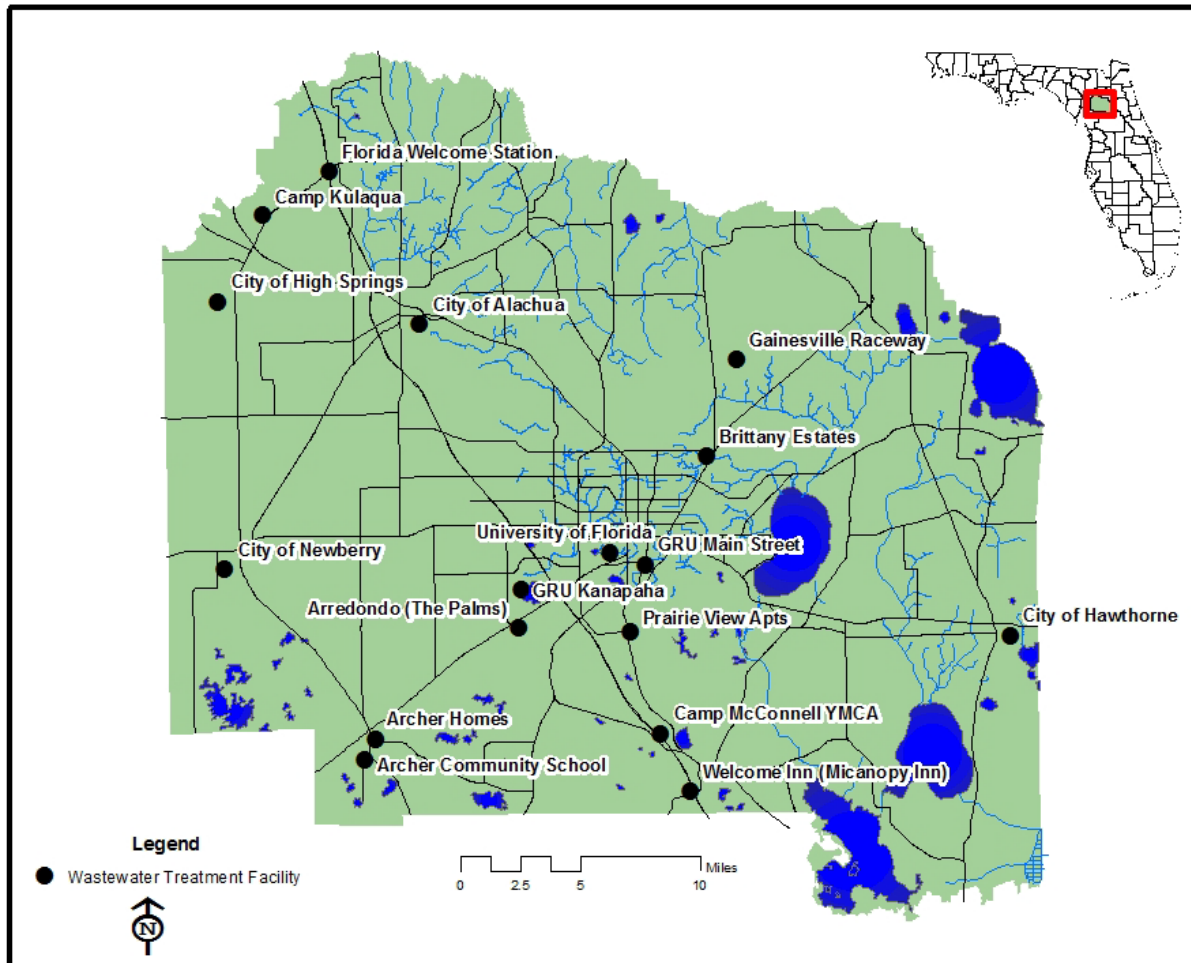 Florida Welcome Station
Camp Kulaqua
City of High Springs
City of Alachua
Gainesville Raceway
Brittany Estates
University of Florida
GRU Main Street
City of Newberry
GRU Kanapaha
Arredondo (The Palms)
Prairie View Apts
City of Hawthorne
Archer Homes
Camp McConnell YMCA
Archer Community School
Welcome Inn (Micanopy Inn)
Legend
Wastewater Treatment Facility
N
Miles
0 2.5 5 10